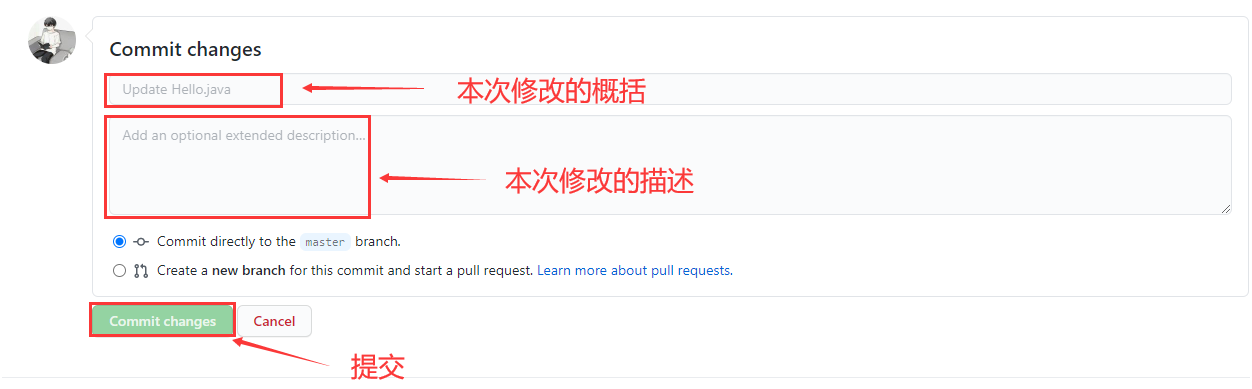 Commit changes
Update Hello.java
本次修改的概括
Add an optional extended description...
本次修改的描述
Commit directly to the master branch.
Create a new branch for this commit and start a pull request. Learn more about pull requests.
Commit changes
Cancel
提交